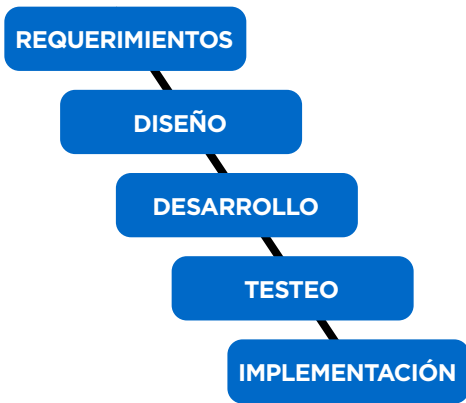 REQUERIMIENTOS
DISEÑO
DESARROLLO
TESTEO
IMPLEMENTACIÓN